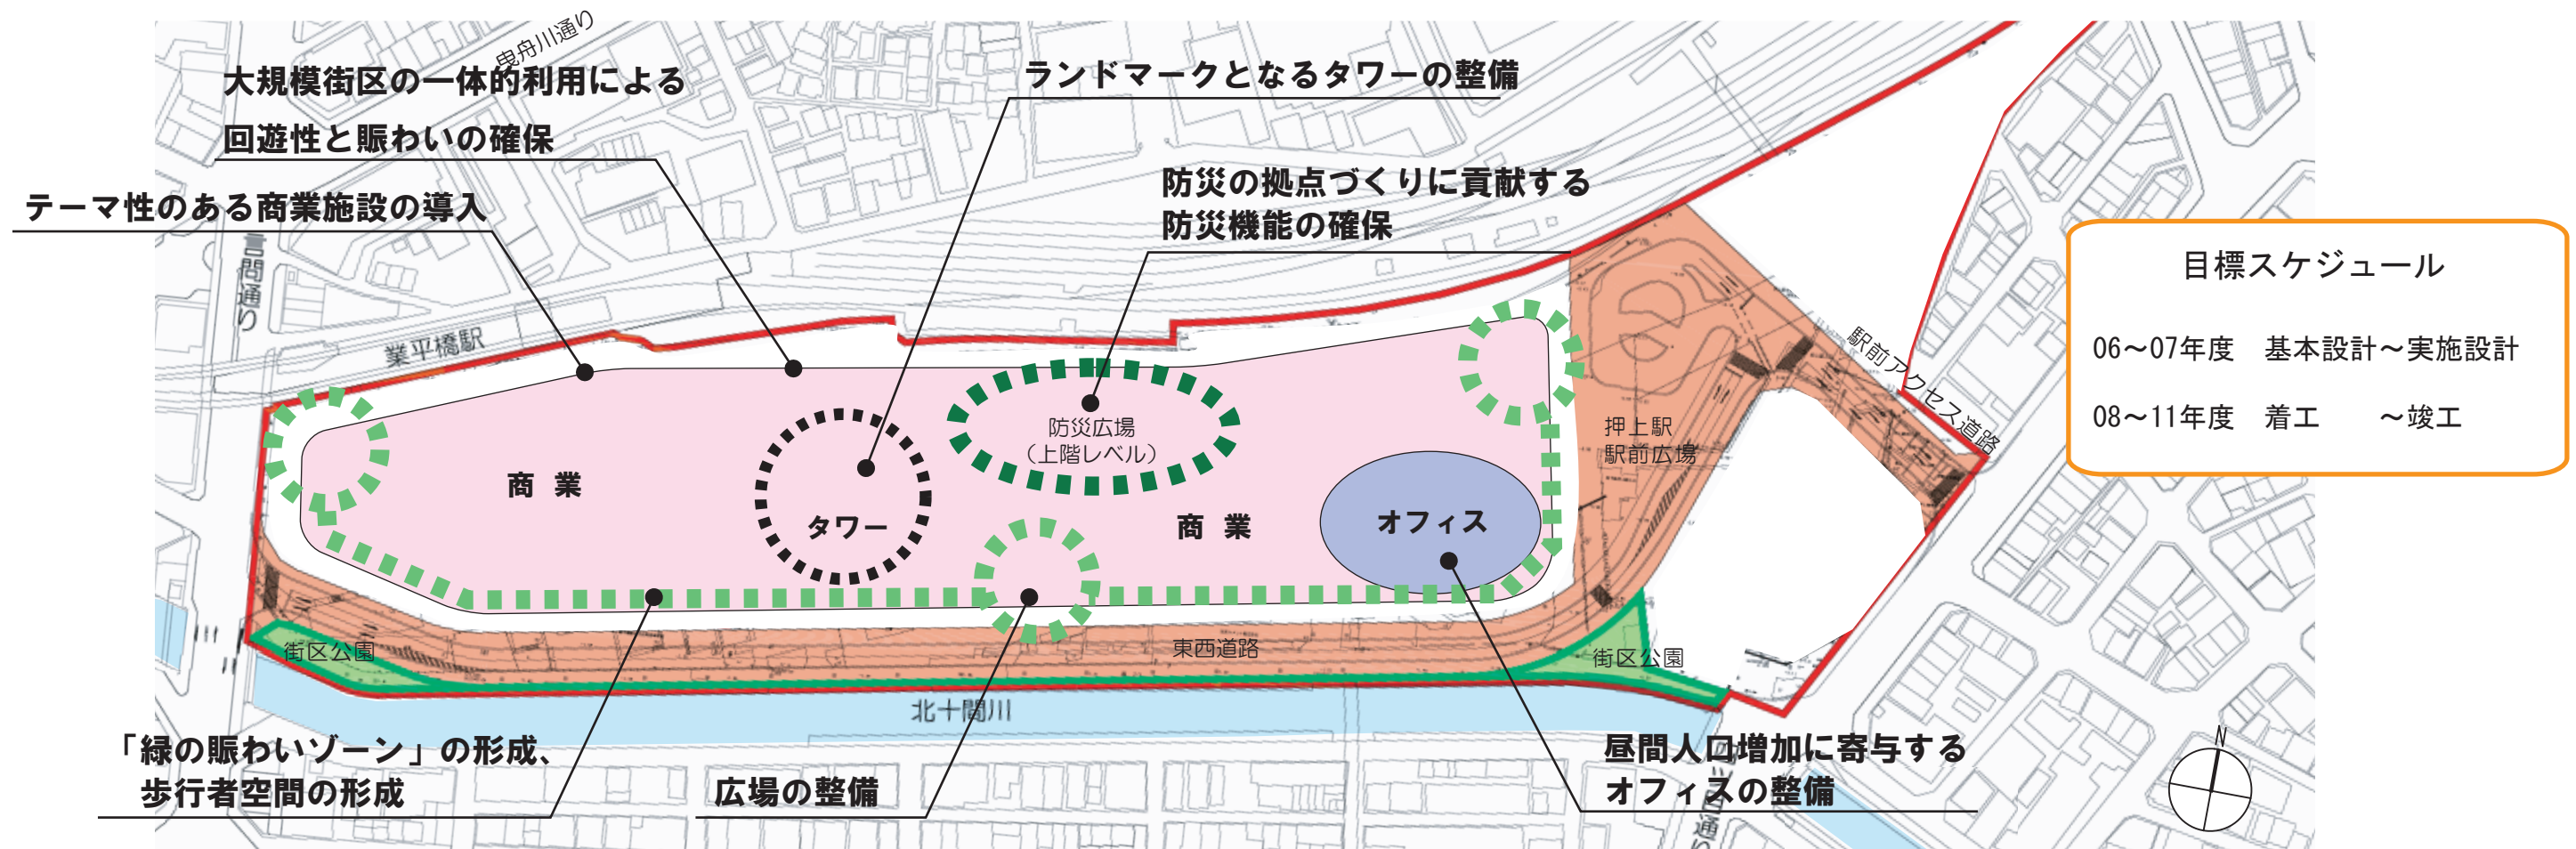 曳舟川通り
大規模街区の一体的利用による
回遊性と賑わいの確保
ランドマークとなるタワーの整備
テーマ性のある商業施設の導入
防災の拠点づくりに貢献する
防災機能の確保
言問通り
業平橋駅
目標スケジュール
06～07年度　基本設計～実施設計
08～11年度　着工　　～竣工
駅前アクセス道路
押上駅
駅前広場
防災広場
（上階レベル）
商 業
タワー
商 業
オフィス
街区公園
東西道路
街区公園
北十間川
「緑の賑わいゾーン」の形成、
歩行者空間の形成
広場の整備
昼間人口増加に寄与する
オフィスの整備
N